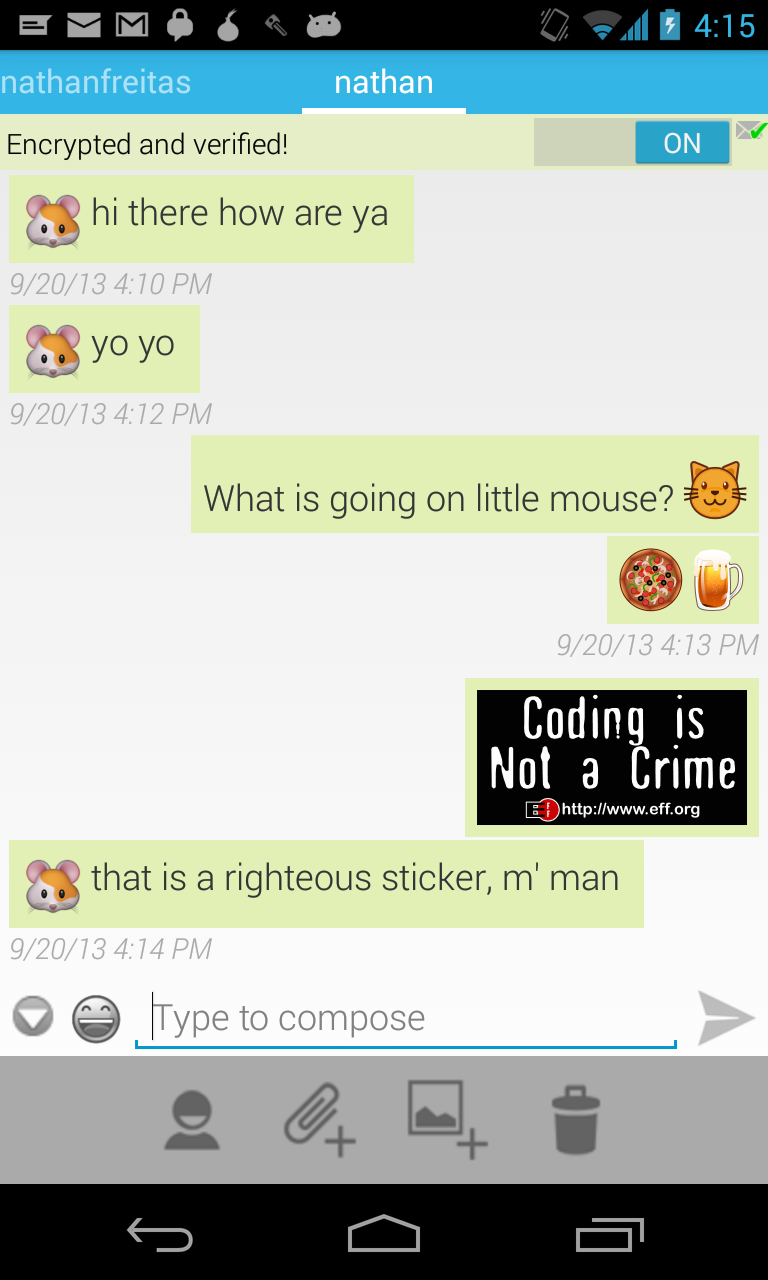 4:15
nathanfreitas
nathan
Encrypted and verified!
ON
hi there how are ya
9/20/13 4:10 PM
yo yo
9/20/13 4:12 PM
What is going on little mouse?
9/20/13 4:13 PM
Coding is
Not a Crime
EFF http://www.eff.org
that is a righteous sticker, m' man
9/20/13 4:14 PM
Type to compose